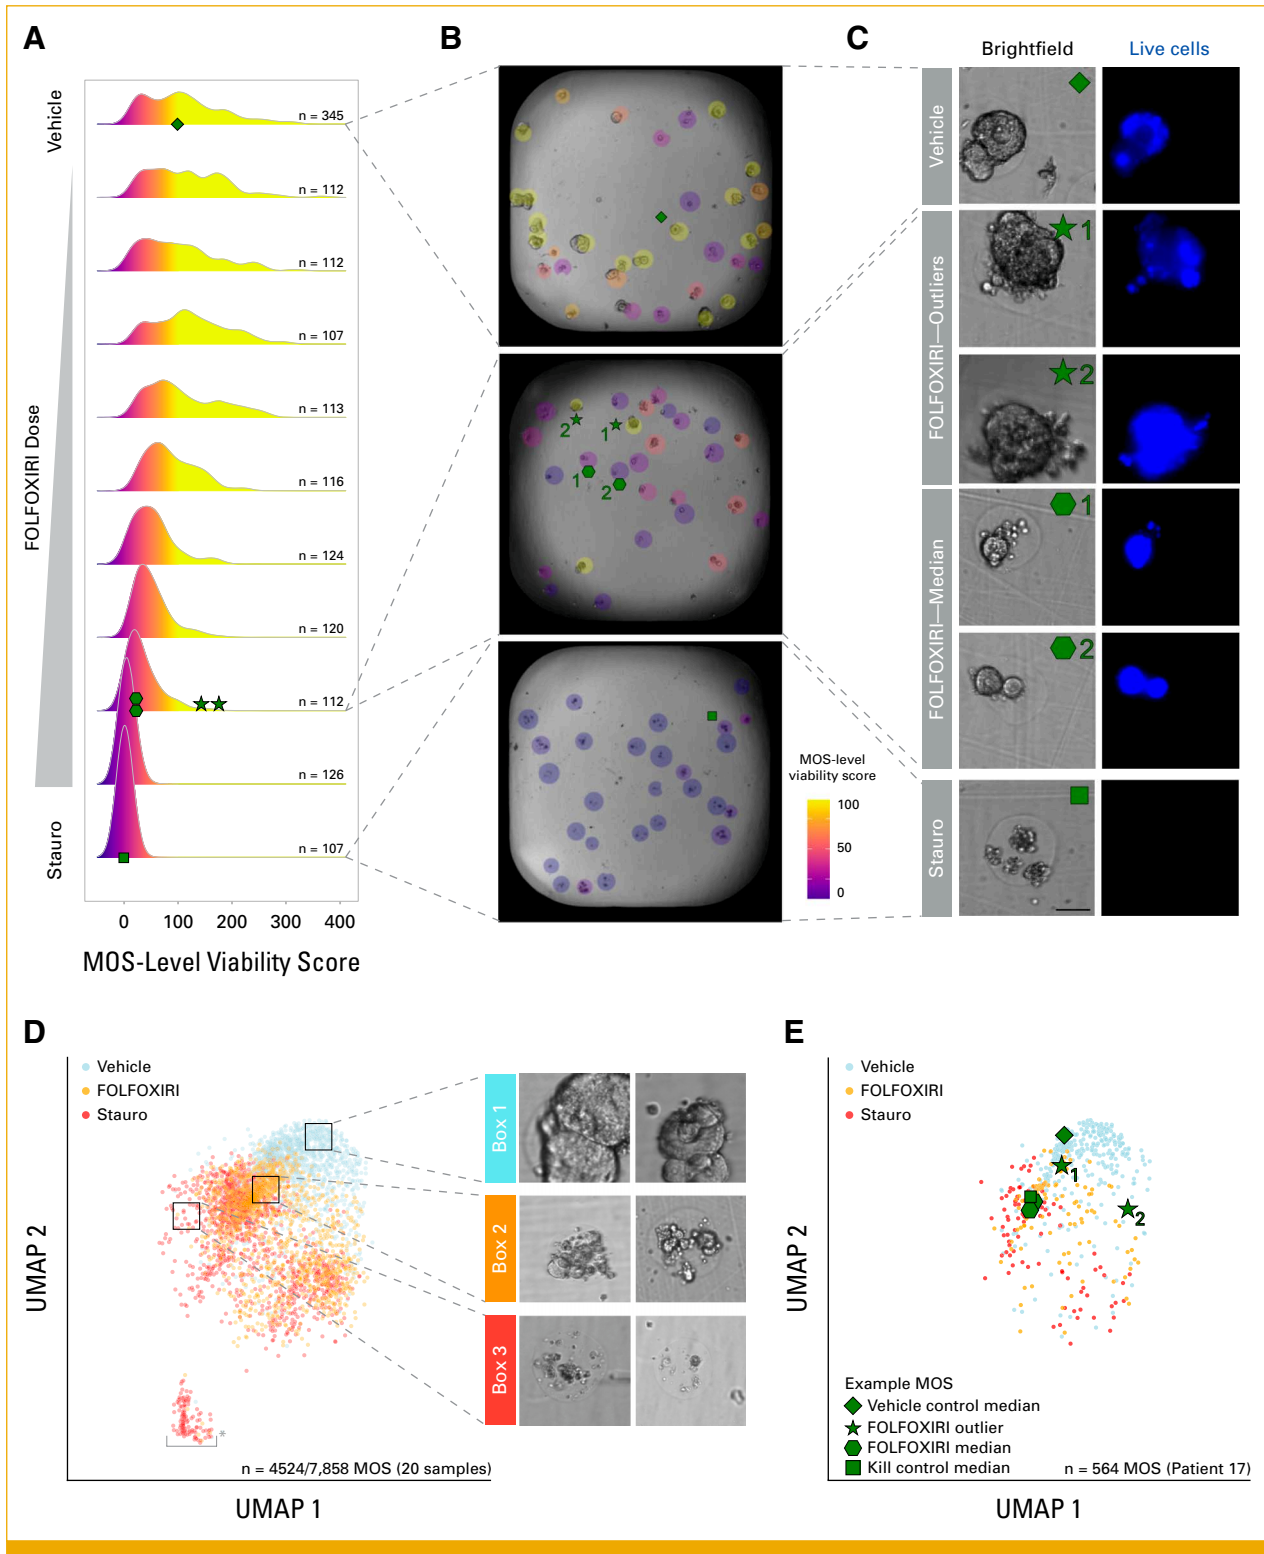 A
Vehicle
FOLFOXIRI Dose
Stauro
n = 345
n = 112
n = 112
n = 107
n = 113
n = 116
n = 124
n = 120
n = 112
n = 126
n = 107
0 100 200 300 400
MOS-Level Viability Score
B
2
1
1
2
MOS-level
viability score
100
50
0
C
Brightfield Live cells
Vehicle
FOLFOXIRI—Outliers
1
2
FOLFOXIRI—Median
1
2
Stauro
D
Vehicle
FOLFOXIRI
Stauro
UMAP 2
*
n = 4524/7,858 MOS (20 samples)
UMAP 1
Box 1
Box 2
Box 3
E
Vehicle
FOLFOXIRI
Stauro
1
2
UMAP 2
Example MOS
Vehicle control median
FOLFOXIRI outlier
FOLFOXIRI median
Kill control median
n = 564 MOS (Patient 17)
UMAP 1